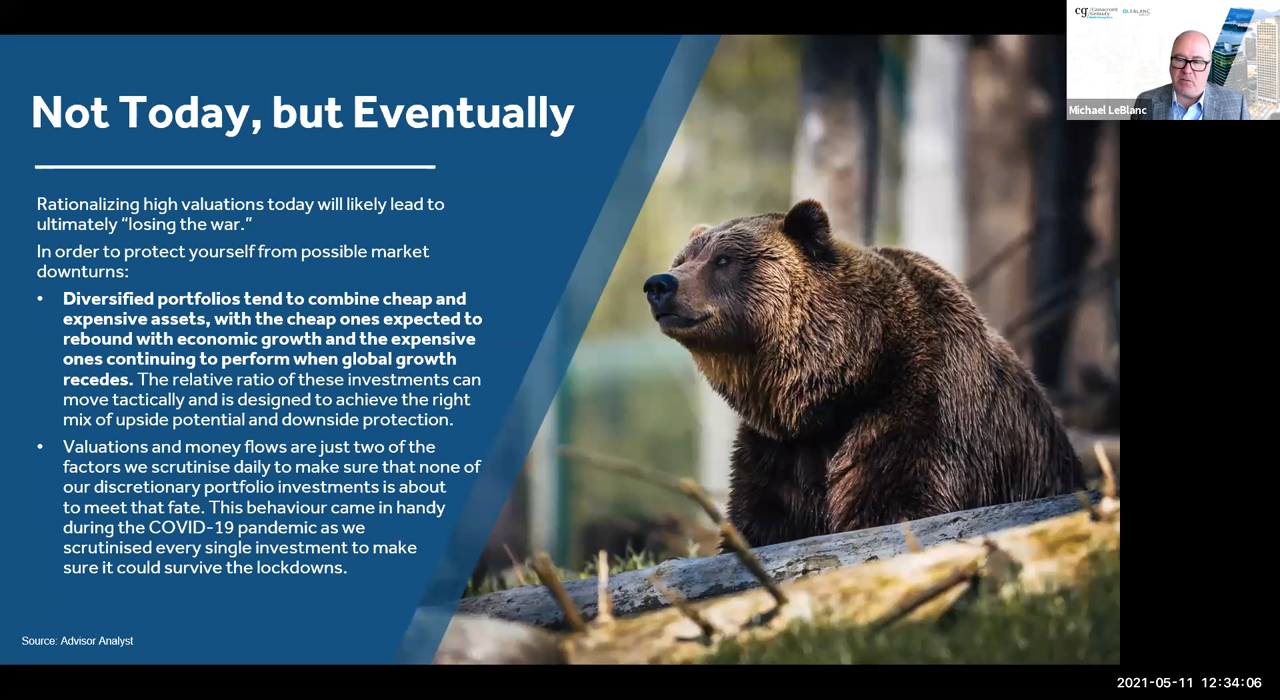 Not Today, but Eventually
Rationalizing high valuations today will likely lead to
ultimately “losing the war.”
In order to protect yourself from possible market
downturns:
• Diversified portfolios tend to combine cheap and
expensive assets, with the cheap ones expected to
rebound with economic growth and the expensive
ones continuing to perform when global growth
recedes. The relative ratio of these investments can
move tactically and is designed to achieve the right
mix of upside potential and downside protection.
• Valuations and money flows are just two of the
factors we scrutinise daily to make sure that none of
our discretionary portfolio investments is about
to meet that fate. This behaviour came in handy
during the COVID-19 pandemic as we
scrutinised every single investment to make
sure it could survive the lockdowns.
Source: Advisor Analyst
cg Canaccord
Genuity
LEBLANC
Michael LeBlanc
2021-05-11 12:34:06